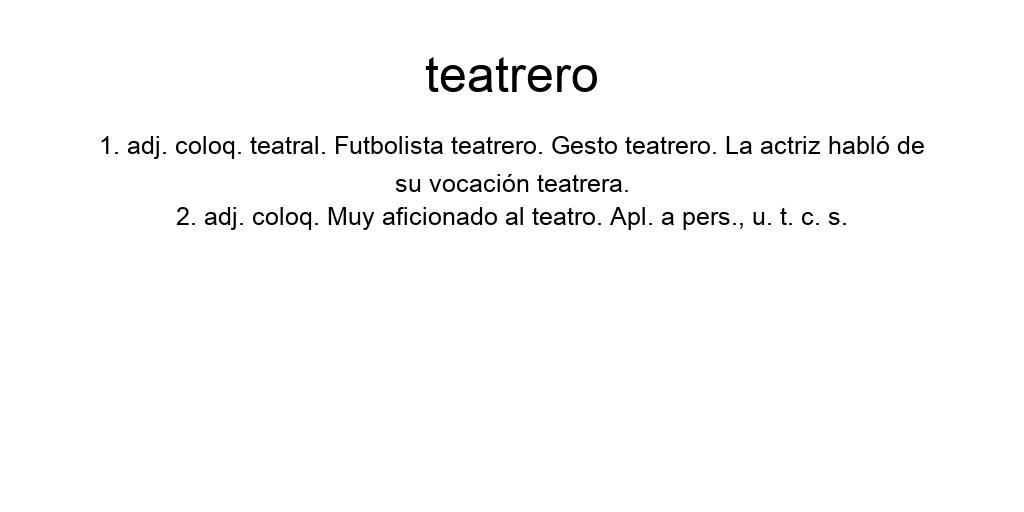 teatrero
1. adj. coloq. teatral. Futbolista teatrero. Gesto teatrero. La actriz habló de
su vocación teatrera.
2. adj. coloq. Muy aficionado al teatro. Apl. a pers., u. t. c. s.